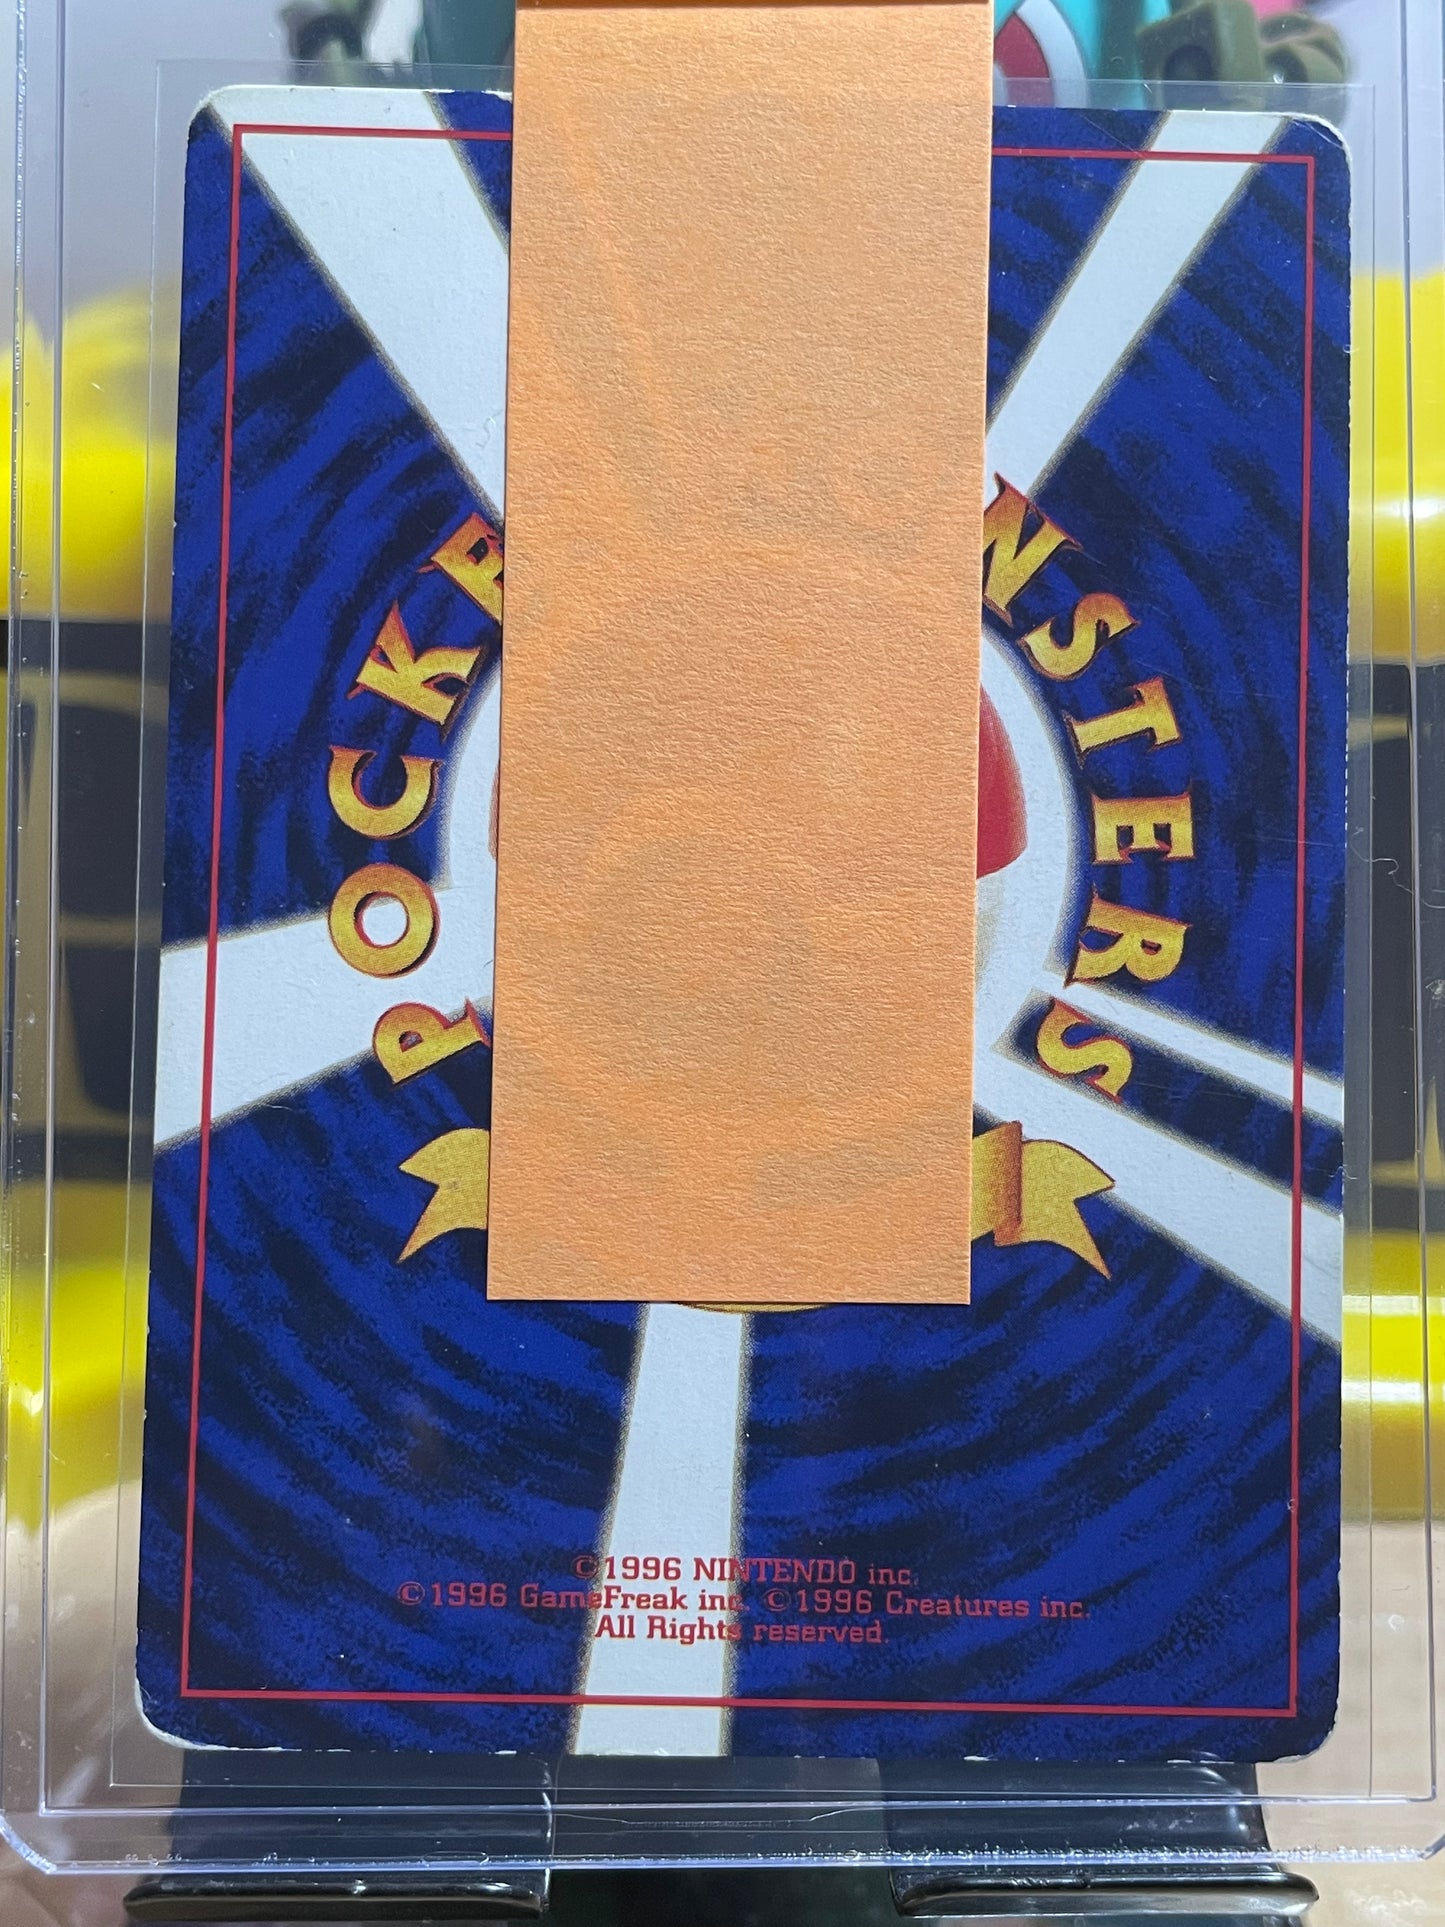 POCKE
NSTERS
©1996 NINTENDO inc.
©1996 GameFreak inc. ©1996 Creatures inc.
All Rights reserved.